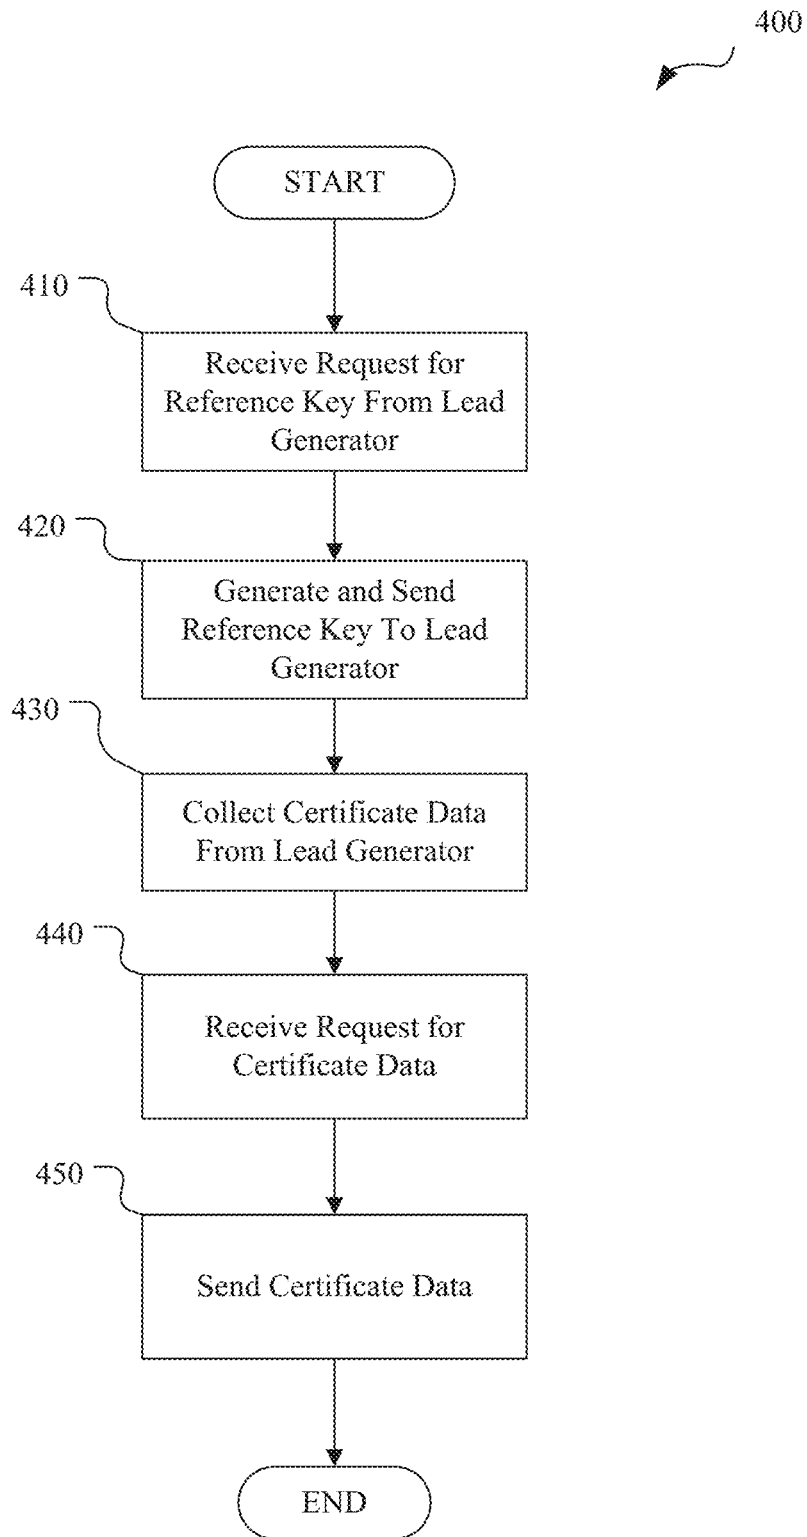 400
START
410
Receive Request for
Reference Key From Lead
Generator
420
Generate and Send
Reference Key To Lead
Generator
430
Collect Certificate Data
From Lead Generator
440
Receive Request for
Certificate Data
450
Send Certificate Data
END